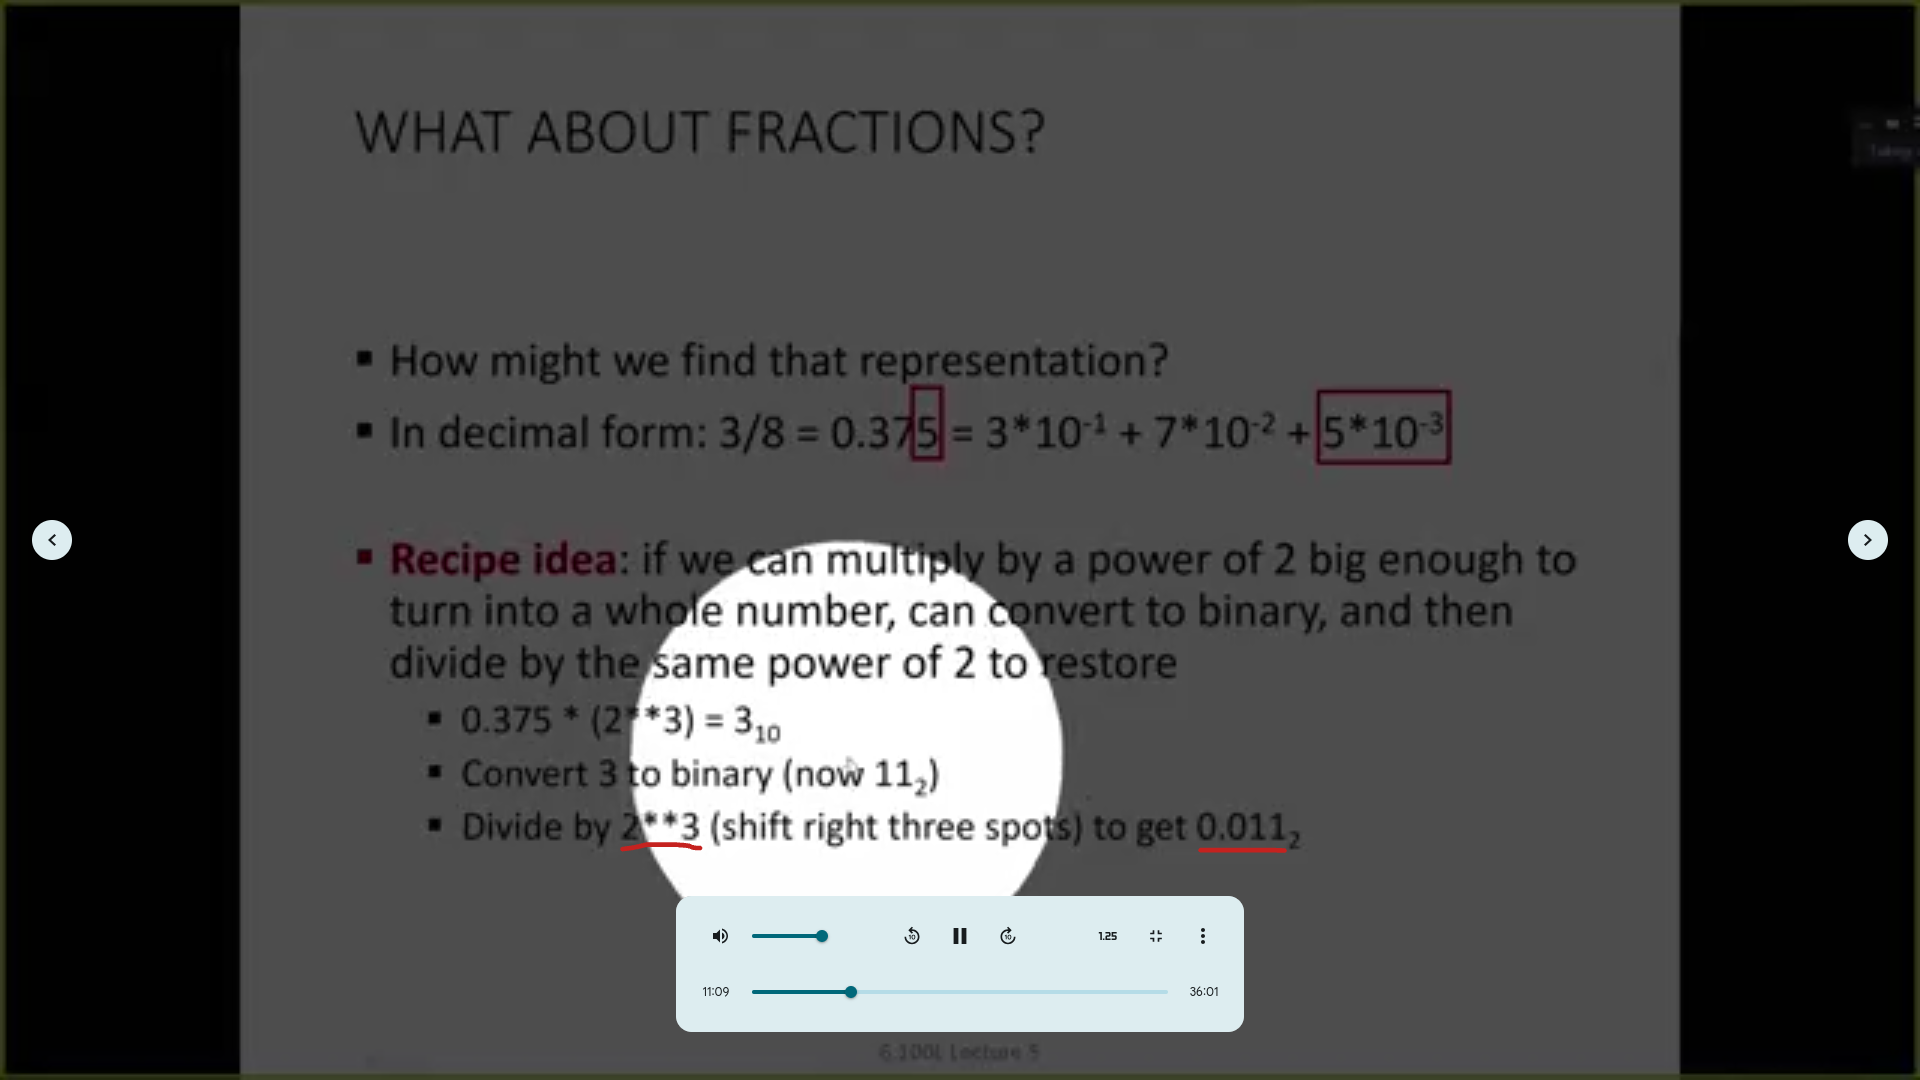 WHAT ABOUT FRACTIONS?
▪ How might we find that representation?
▪ In decimal form: 3/8 = 0.375 = 3*10⁻¹ + 7*10⁻² + 5*10⁻³
▪ Recipe idea: if we can multiply by a power of 2 big enough to
turn into a whole number, can convert to binary, and then
divide by the same power of 2 to restore
▪ 0.375 * (2**3) = 3₁₀
▪ Convert 3 to binary (now 11₂)
▪ Divide by 2**3 (shift right three spots) to get 0.011₂
10 10 1.25
11:09 36:01
6.100L Lecture 5